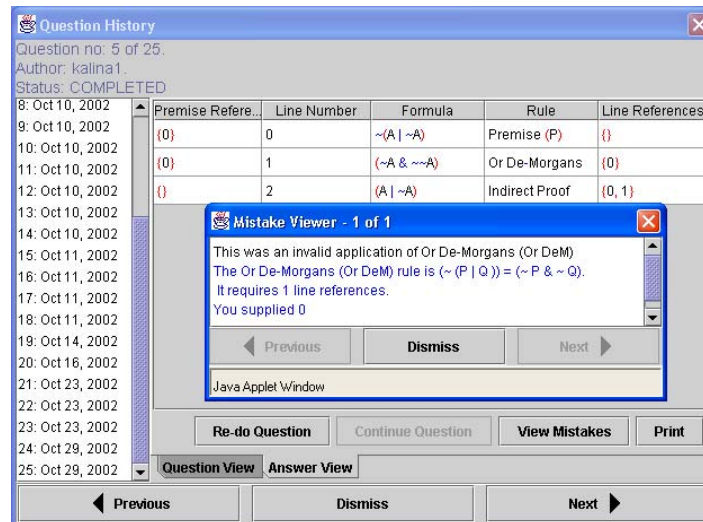 Question History
Question no: 5 of 25.
Author: kalina1.
Status: COMPLETED
8: Oct 10, 2002
9: Oct 10, 2002
10: Oct 10, 2002
11: Oct 10, 2002
12: Oct 10, 2002
13: Oct 10, 2002
14: Oct 10, 2002
15: Oct 11, 2002
16: Oct 11, 2002
17: Oct 11, 2002
18: Oct 11, 2002
19: Oct 14, 2002
20: Oct 16, 2002
21: Oct 23, 2002
22: Oct 23, 2002
23: Oct 23, 2002
24: Oct 29, 2002
25: Oct 29, 2002
Premise Refere... Line Number Formula Rule Line References
{0} 0 ~(A | ~A) Premise (P) {}
{0} 1 (~A & ~~A) Or De-Morgans {0}
{} 2 (A | ~A) Indirect Proof {0, 1}
Mistake Viewer - 1 of 1
This was an invalid application of Or De-Morgans (Or DeM)
The Or De-Morgans (Or DeM) rule is (~ (P | Q )) = (~ P & ~ Q).
It requires 1 line references.
You supplied 0
Previous Dismiss Next
Java Applet Window
Re-do Question Continue Question View Mistakes Print
Question View Answer View
Previous Dismiss Next